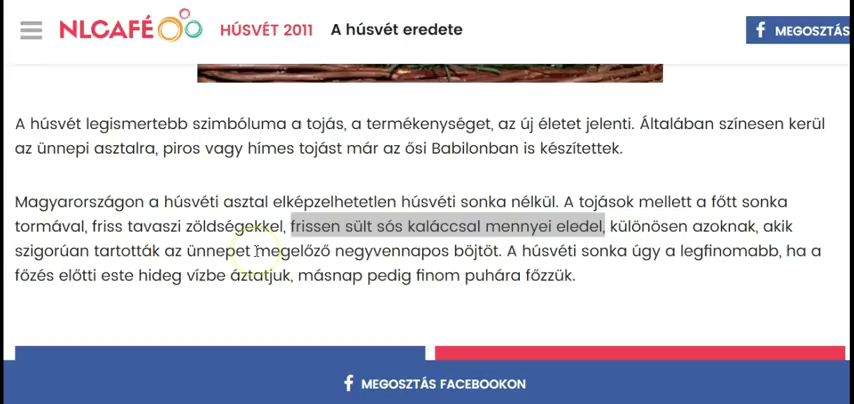 NLCAFÉ HÚSVÉT 2011 A húsvét eredete MEGOSZTÁS
A húsvét legismertebb szimbóluma a tojás, a termékenységet, az új életet jelenti. Általában színesen kerül
az ünnepi asztalra, piros vagy hímes tojást már az ősi Babilonban is készítettek.
Magyarországon a húsvéti asztal elképzelhetetlen húsvéti sonka nélkül. A tojások mellett a főtt sonka
tormával, friss tavaszi zöldségekkel, frissen sült sós kaláccsal mennyei eledel, különösen azoknak, akik
szigorúan tartották az ünnepet megelőző negyvennapos böjtöt. A húsvéti sonka úgy a legfinomabb, ha a
főzés előtti este hideg vízbe áztatjuk, másnap pedig finom puhára főzzük.
MEGOSZTÁS FACEBOOKON